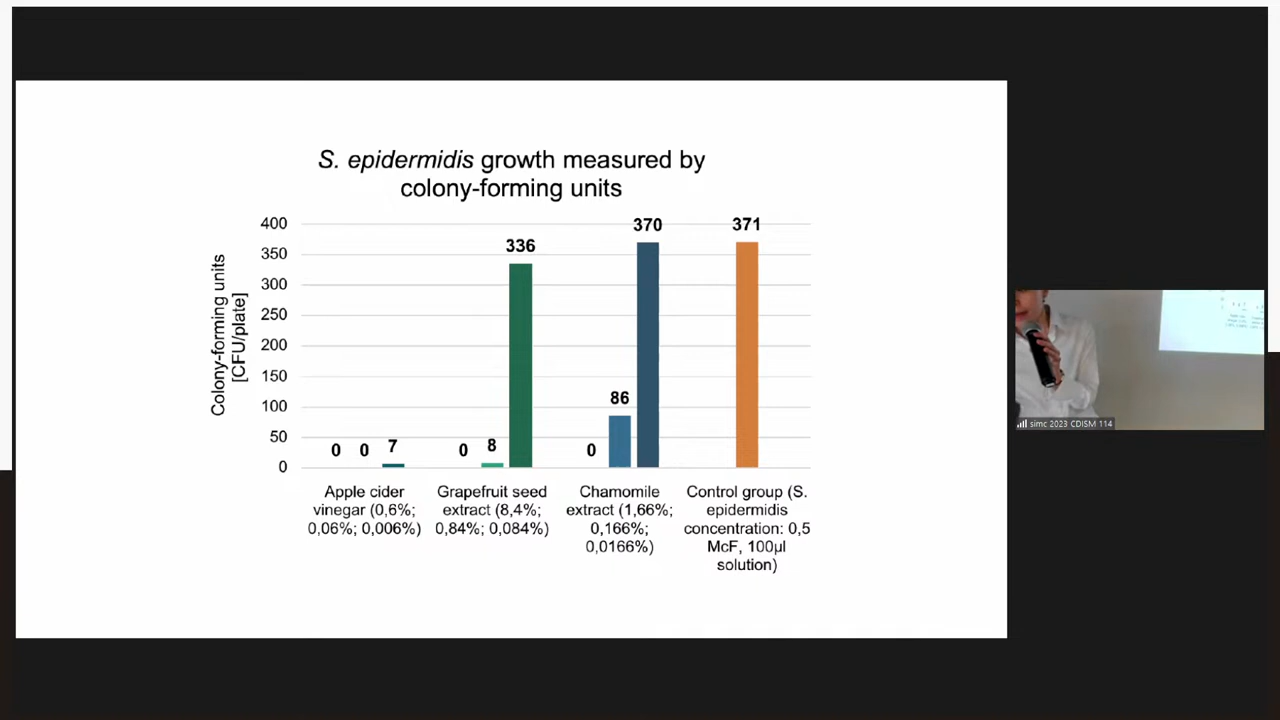 S. epidermidis growth measured by
colony-forming units
Colony-forming units
[CFU/plate]
400
350
300
250
200
150
100
50
0
0
0
7
0
8
336
0
86
370
371
Apple cider
vinegar (0,6%;
0,06%; 0,006%)
Grapefruit seed
extract (8,4%;
0,84%; 0,084%)
Chamomile
extract (1,66%;
0,166%;
0,0166%)
Control group (S.
epidermidis
concentration: 0,5
McF, 100µl
solution)
simc 2023 CDISM 114